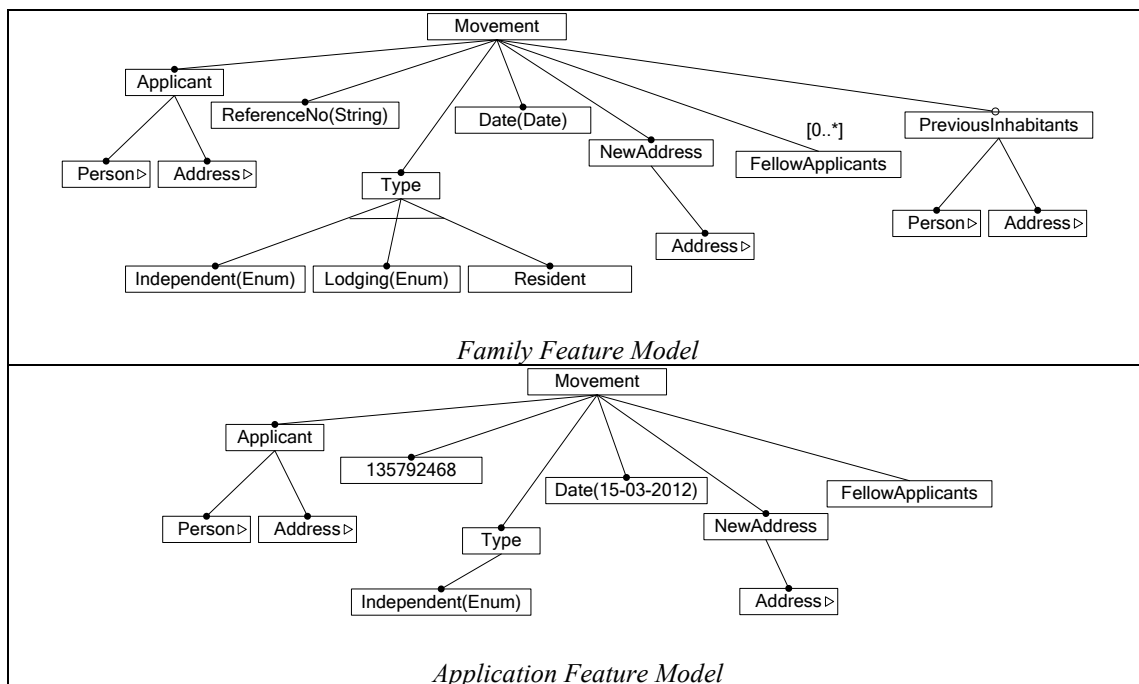 Movement
Applicant
ReferenceNo(String)
Date(Date)
[0..*]
PreviousInhabitants
NewAddress
FellowApplicants
Person▷
Address▷
Type
Person▷
Address▷
Address▷
Independent(Enum)
Lodging(Enum)
Resident
Family Feature Model
Movement
Applicant
135792468
Date(15-03-2012)
FellowApplicants
Person▷
Address▷
Type
NewAddress
Independent(Enum)
Address▷
Application Feature Model